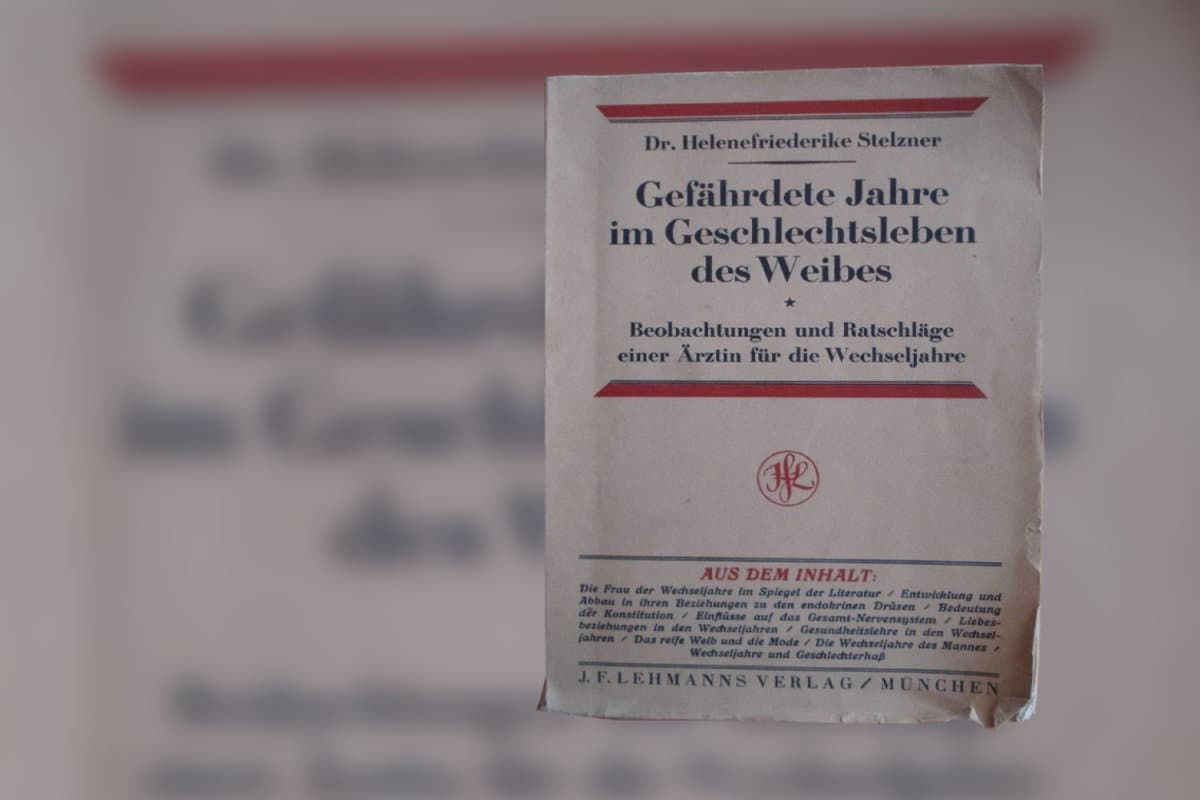 Dr. Helenefriederike Stelzner
Gefährdete Jahre
im Geschlechtsleben
des Weibes
Beobachtungen und Ratschläge
einer Ärztin für die Wechseljahre
JFL
AUS DEM INHALT:
Die Frau der Wechseljahre im Spiegel der Literatur / Entwicklung und
Abbau in ihren Beziehungen zu den endokrinen Drüsen / Bedeutung
der Konstitution / Einflüsse auf das Gesamt-Nervensystem / Liebes-
beziehungen in den Wechseljahren / Gesundheitslehre in den Wechsel-
jahren / Das reife Weib und die Mode / Die Wechseljahre des Mannes /
Wechseljahre und Geschlechterhaß
J. F. LEHMANNS VERLAG / MÜNCHEN